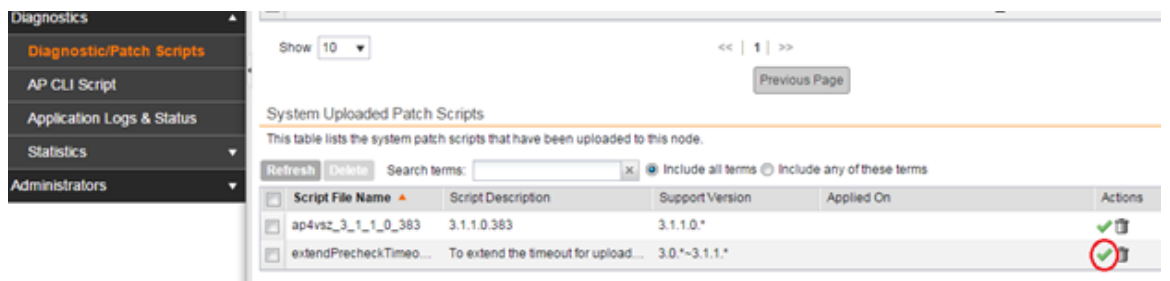 Diagnostics
Diagnostic/Patch Scripts
AP CLI Script
Application Logs & Status
Statistics
Administrators
Show 10
<< | 1 | >>
Previous Page
System Uploaded Patch Scripts
This table lists the system patch scripts that have been uploaded to this node.
Refresh Delete Search terms: x Include all terms Include any of these terms
Script File Name Script Description Support Version Applied On Actions
ap4vsz_3_1_1_0_383 3.1.1.0.383 3.1.1.0.*
extendPrecheckTimeo... To extend the timeout for upload... 3.0.*~3.1.1.*